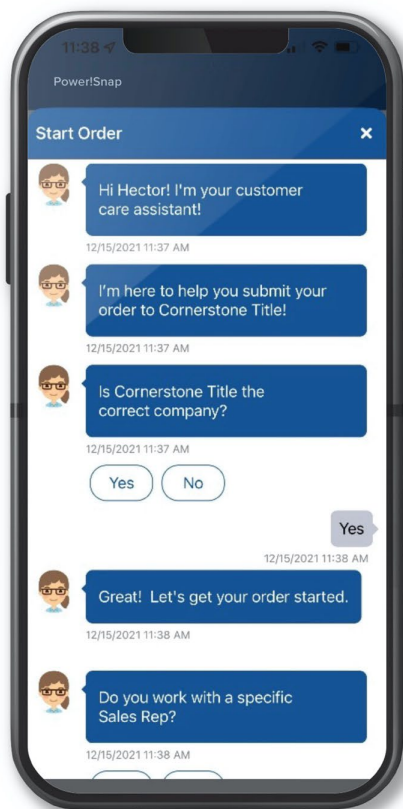 11:38
Power!Snap
Start Order
×
Hi Hector! I'm your customer
care assistant!
12/15/2021 11:37 AM
I'm here to help you submit your
order to Cornerstone Title!
12/15/2021 11:37 AM
Is Cornerstone Title the
correct company?
12/15/2021 11:37 AM
Yes No
Yes
12/15/2021 11:38 AM
Great! Let's get your order started.
12/15/2021 11:38 AM
Do you work with a specific
Sales Rep?
12/15/2021 11:38 AM